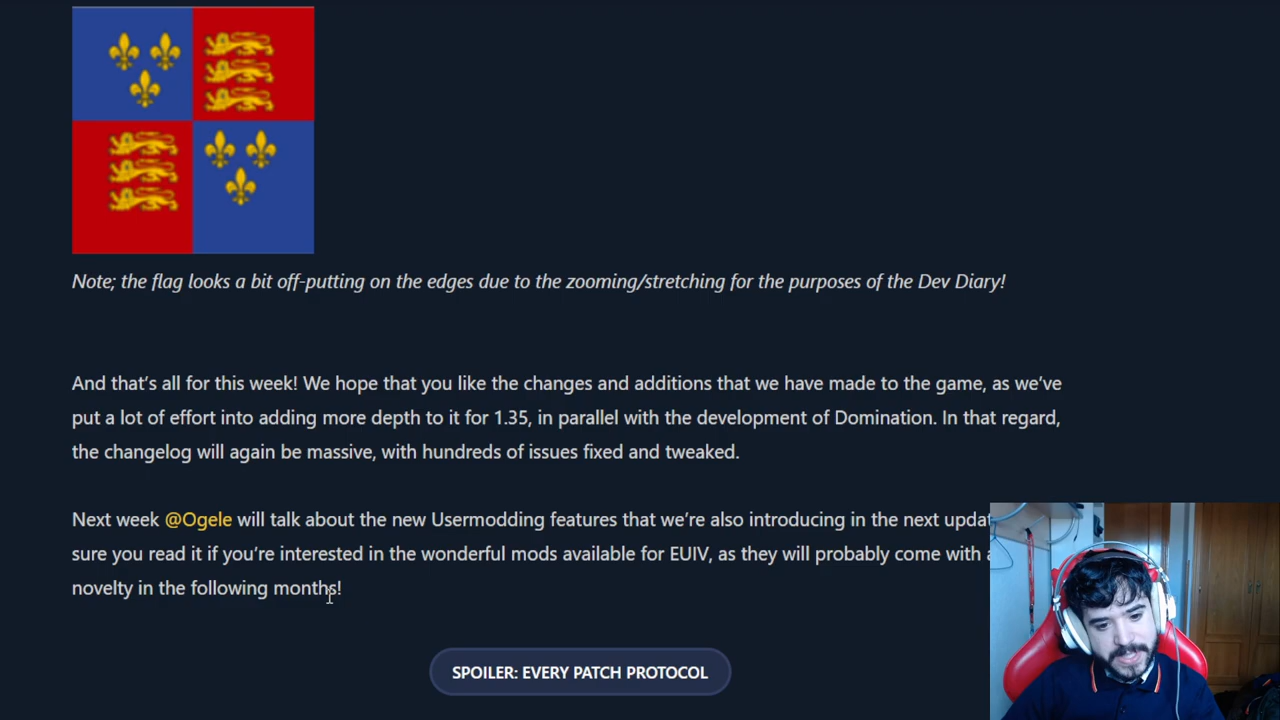 Note; the flag looks a bit off-putting on the edges due to the zooming/stretching for the purposes of the Dev Diary!
And that's all for this week! We hope that you like the changes and additions that we have made to the game, as we've
put a lot of effort into adding more depth to it for 1.35, in parallel with the development of Domination. In that regard,
the changelog will again be massive, with hundreds of issues fixed and tweaked.
Next week @Ogele will talk about the new Usermodding features that we're also introducing in the next
sure you read it if you're interested in the wonderful mods available for EUIV, as they will probably come with
novelty in the following months!
SPOILER: EVERY PATCH PROTOCOL